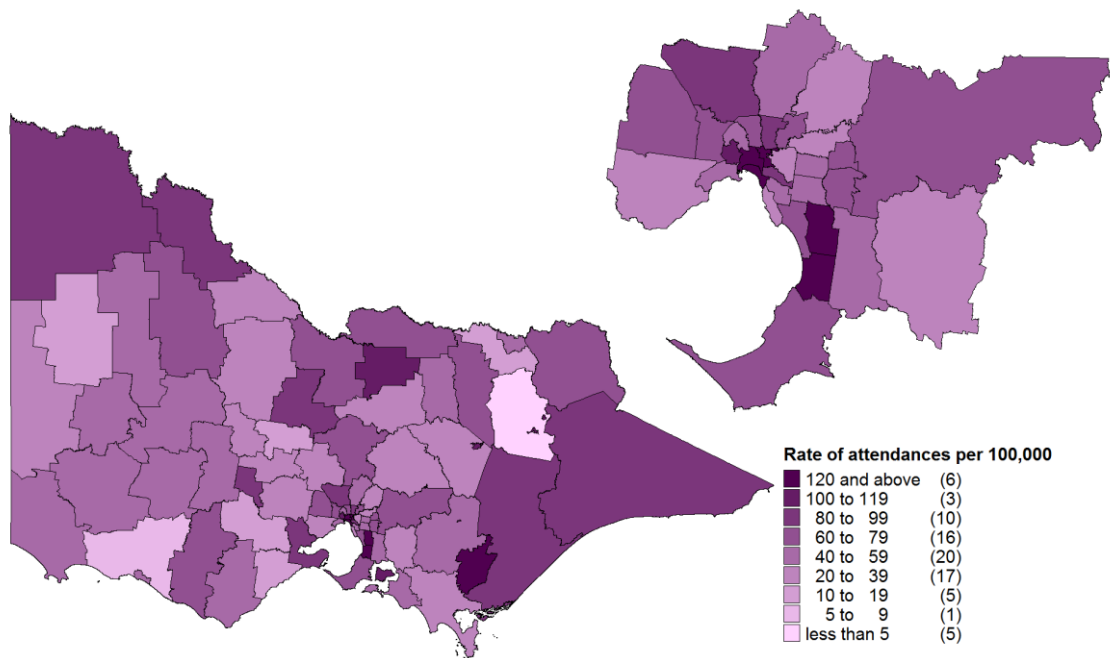 Rate of attendances per 100,000
120 and above (6)
100 to 119 (3)
80 to 99 (10)
60 to 79 (16)
40 to 59 (20)
20 to 39 (17)
10 to 19 (5)
5 to 9 (1)
less than 5 (5)